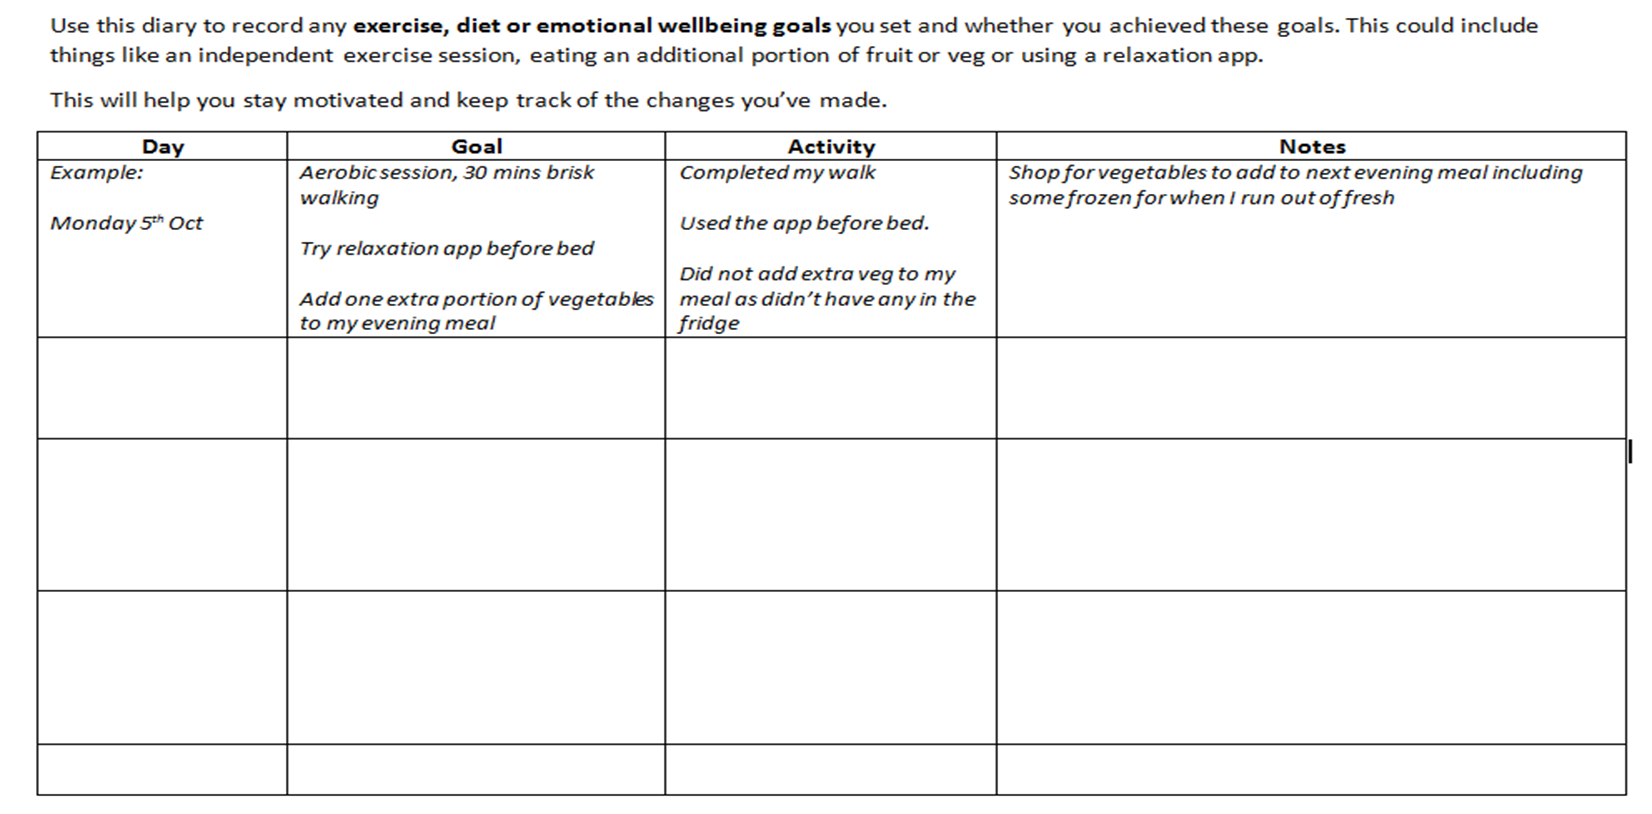 Use this diary to record any exercise, diet or emotional wellbeing goals you set and whether you achieved these goals. This could include
things like an independent exercise session, eating an additional portion of fruit or veg or using a relaxation app.
This will help you stay motivated and keep track of the changes you’ve made.
Day Goal Activity Notes
Example:
Monday 5th Oct
Aerobic session, 30 mins brisk
walking
Try relaxation app before bed
Add one extra portion of vegetables
to my evening meal
Completed my walk
Used the app before bed.
Did not add extra veg to my
meal as didn’t have any in the
fridge
Shop for vegetables to add to next evening meal including
some frozen for when I run out of fresh